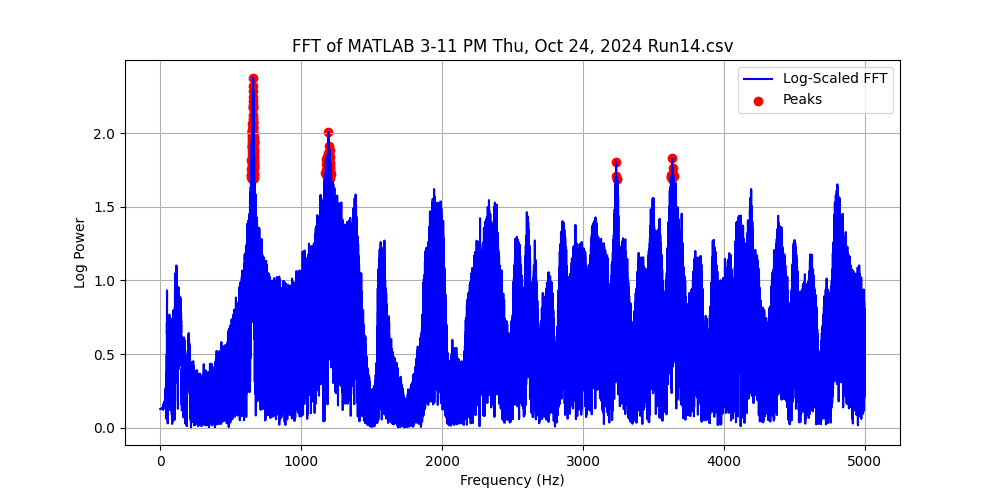 FFT of MATLAB 3-11 PM Thu, Oct 24, 2024 Run14.csv
Log-Scaled FFT
Peaks
Log Power
2.0
1.5
1.0
0.5
0.0
0 1000 2000 3000 4000 5000
Frequency (Hz)